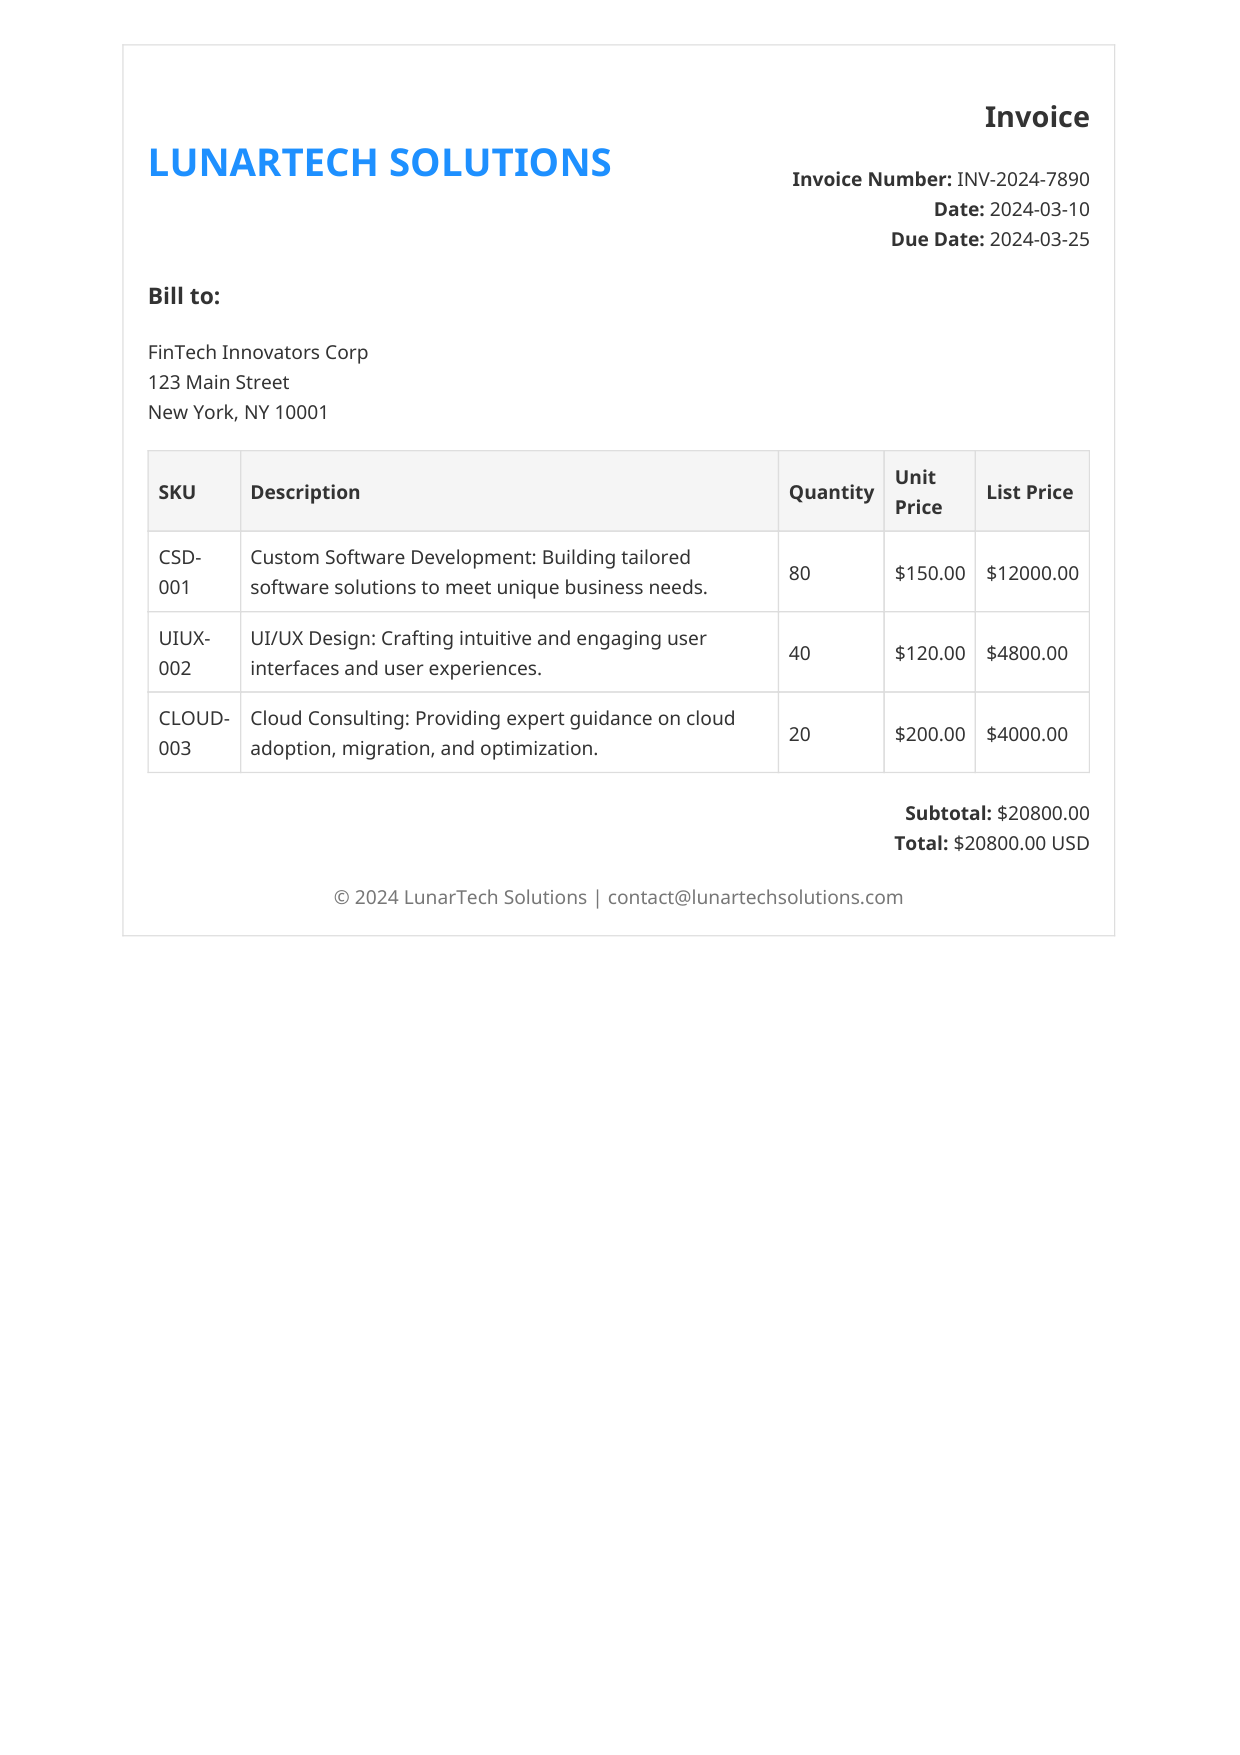 Invoice
LUNARTECH SOLUTIONS
Invoice Number: INV-2024-7890
Date: 2024-03-10
Due Date: 2024-03-25
Bill to:
FinTech Innovators Corp
123 Main Street
New York, NY 10001
SKU Description Quantity Unit Price List Price
CSD-001 Custom Software Development: Building tailored software solutions to meet unique business needs. 80 $150.00 $12000.00
UIUX-002 UI/UX Design: Crafting intuitive and engaging user interfaces and user experiences. 40 $120.00 $4800.00
CLOUD-003 Cloud Consulting: Providing expert guidance on cloud adoption, migration, and optimization. 20 $200.00 $4000.00
Subtotal: $20800.00
Total: $20800.00 USD
© 2024 LunarTech Solutions | contact@lunartechsolutions.com